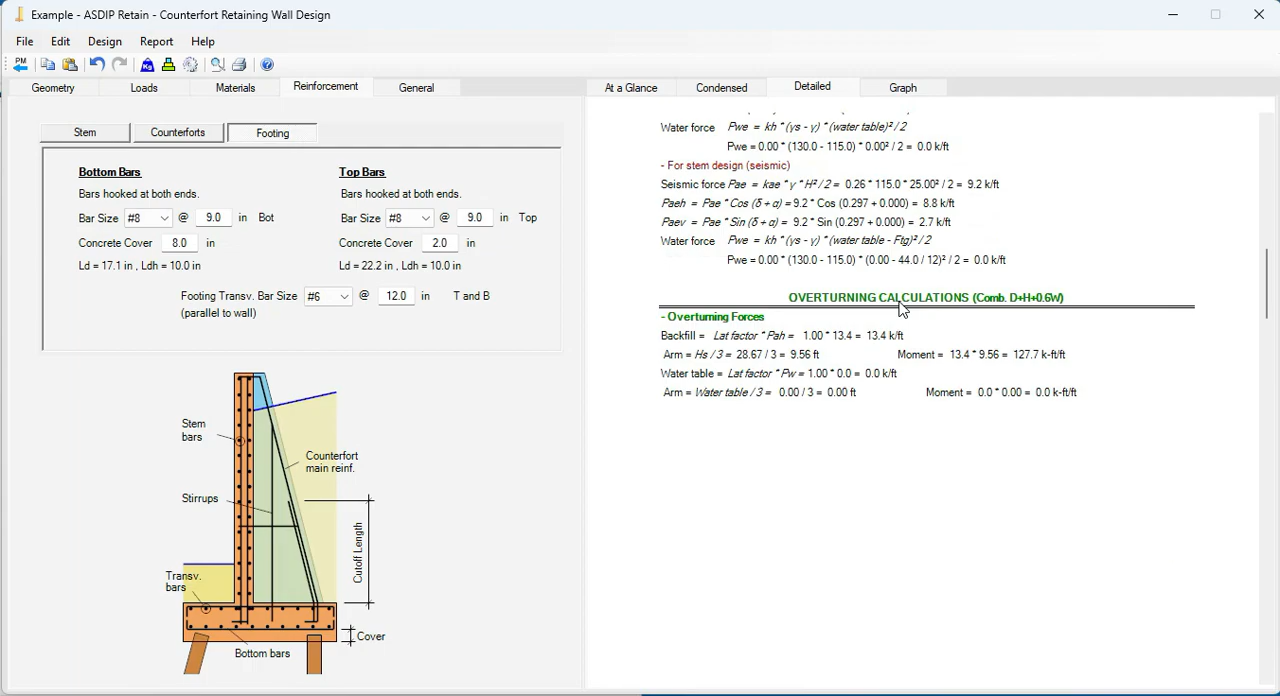 Example - ASDIP Retain - Counterfort Retaining Wall Design
File Edit Design Report Help
PM
Kg
Geometry Loads Materials Reinforcement General
At a Glance Condensed Detailed Graph
Stem Counterforts Footing
Bottom Bars
Bars hooked at both ends.
Bar Size #8 @ 9.0 in Bot
Concrete Cover 8.0 in
Ld = 17.1 in , Ldh = 10.0 in
Top Bars
Bars hooked at both ends.
Bar Size #8 @ 9.0 in Top
Concrete Cover 2.0 in
Ld = 22.2 in , Ldh = 10.0 in
Footing Transv. Bar Size #6 @ 12.0 in T and B
(parallel to wall)
Stem
bars
Counterfort
main reinf.
Stirrups
Cutoff Length
Transv.
bars
Cover
Bottom bars
Water force Pwe = kh * (γs - γ) * (water table)² / 2
Pwe = 0.00 * (130.0 - 115.0) * 0.00² / 2 = 0.0 k/ft
- For stem design (seismic)
Seismic force Pae = kae * γ * H² / 2 = 0.26 * 115.0 * 25.00² / 2 = 9.2 k/ft
Paeh = Pae * Cos (δ + α) = 9.2 * Cos (0.297 + 0.000) = 8.8 k/ft
Paev = Pae * Sin (δ + α) = 9.2 * Sin (0.297 + 0.000) = 2.7 k/ft
Water force Pwe = kh * (γs - γ) * (water table - Ftg)² / 2
Pwe = 0.00 * (130.0 - 115.0) * (0.00 - 44.0 / 12)² / 2 = 0.0 k/ft
OVERTURNING CALCULATIONS (Comb. D+H+0.6W)
- Overturning Forces
Backfill = Lat factor * Pah = 1.00 * 13.4 = 13.4 k/ft
Arm = Hs / 3 = 28.67 / 3 = 9.56 ft Moment = 13.4 * 9.56 = 127.7 k-ft/ft
Water table = Lat factor * Pw = 1.00 * 0.0 = 0.0 k/ft
Arm = Water table / 3 = 0.00 / 3 = 0.00 ft Moment = 0.0 * 0.00 = 0.0 k-ft/ft